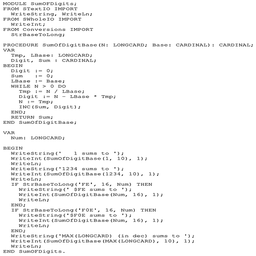 MODULE SumOfDigits;
FROM STextIO IMPORT
WriteString, WriteLn;
FROM SWholeIO IMPORT
WriteInt;
FROM Conversions IMPORT
StrBaseToLong;
PROCEDURE SumOfDigitBase(N: LONGCARD; Base: CARDINAL): CARDINAL;
VAR
Tmp, LBase: LONGCARD;
Digit, Sum : CARDINAL;
BEGIN
Digit := 0;
Sum := 0;
LBase := Base;
WHILE N > 0 DO
Tmp := N / LBase;
Digit := N - LBase * Tmp;
N := Tmp;
INC(Sum, Digit);
END;
RETURN Sum;
END SumOfDigitBase;
VAR
Num: LONGCARD;
BEGIN
WriteString(" 1 sums to ");
WriteInt(SumOfDigitBase(1, 10), 1);
WriteLn;
WriteString("1234 sums to ");
WriteInt(SumOfDigitBase(1234, 10), 1);
WriteLn;
IF StrBaseToLong('FE', 16, Num) THEN
WriteString(' $FE sums to ');
WriteInt(SumOfDigitBase(Num, 16), 1);
WriteLn;
END;
IF StrBaseToLong('F0E', 16, Num) THEN
WriteString('$F0E sums to ');
WriteInt(SumOfDigitBase(Num, 16), 1);
WriteLn;
END;
WriteString('MAX(LONGCARD) (in dec) sums to ');
WriteInt(SumOfDigitBase(MAX(LONGCARD), 10), 1);
WriteLn;
END SumOfDigits.